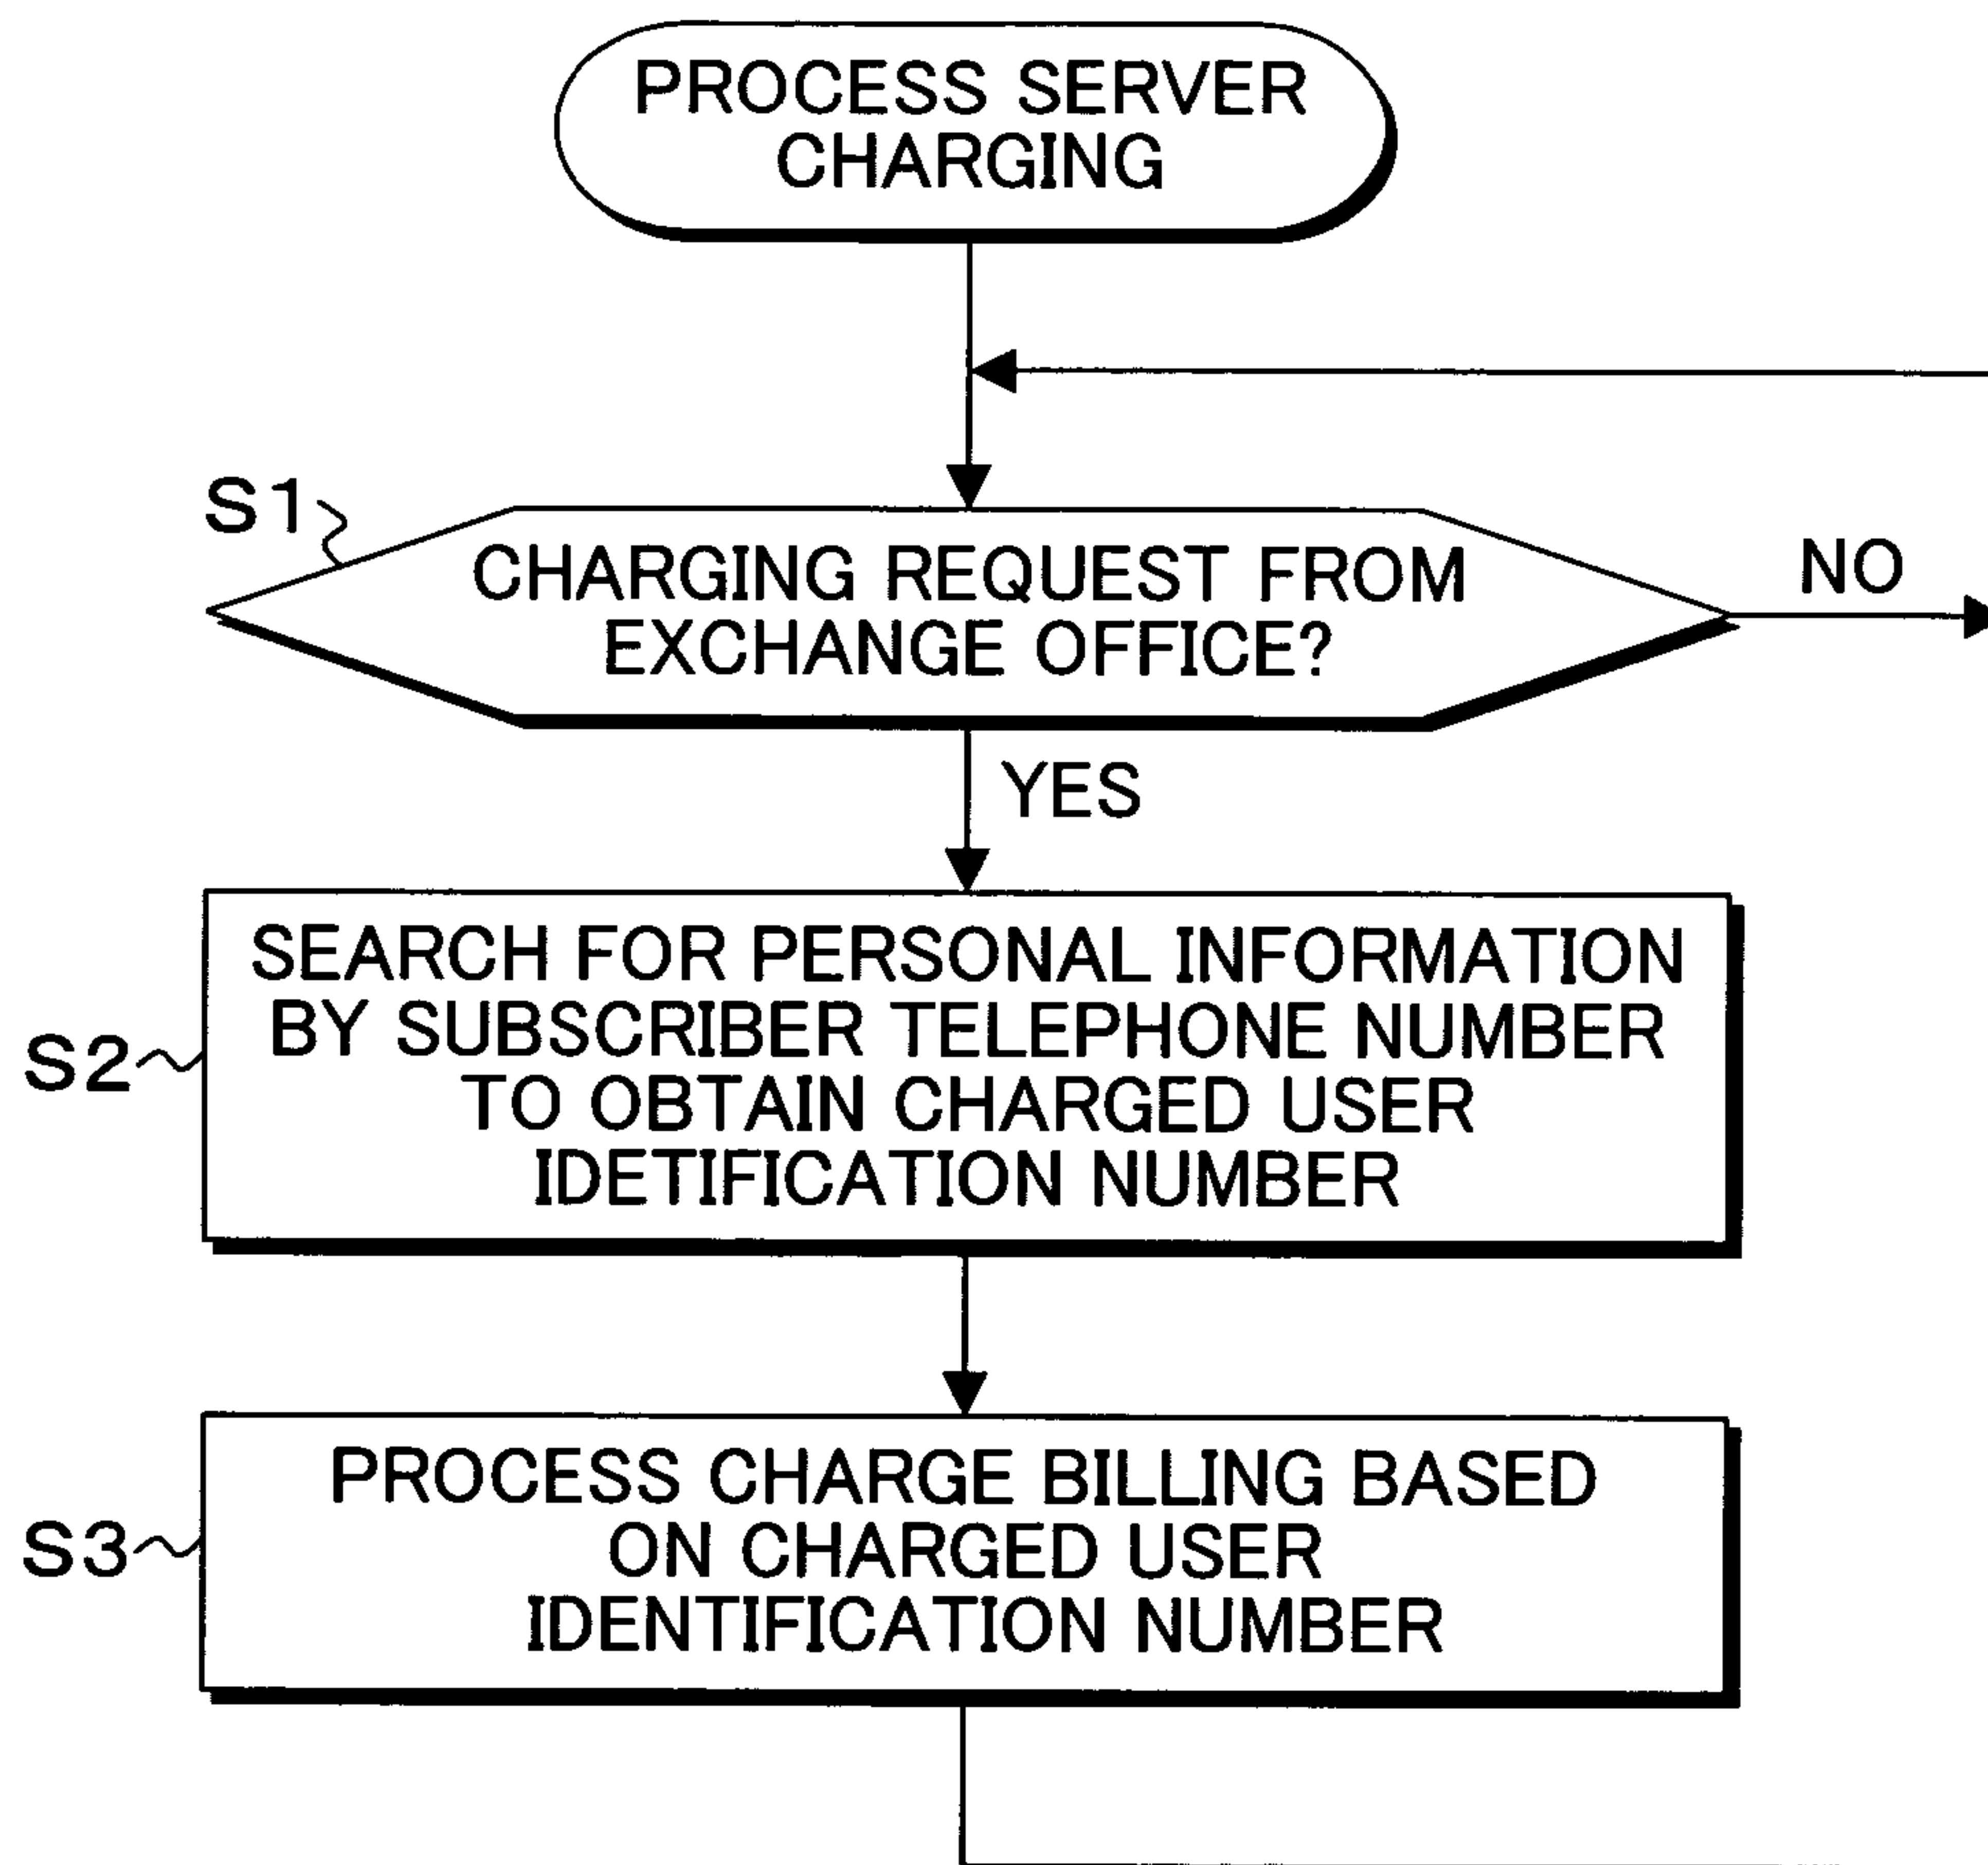 PROCESS SERVER
CHARGING
S1
CHARGING REQUEST FROM
EXCHANGE OFFICE?
NO
YES
S2
SEARCH FOR PERSONAL INFORMATION
BY SUBSCRIBER TELEPHONE NUMBER
TO OBTAIN CHARGED USER
IDETIFICATION NUMBER
S3
PROCESS CHARGE BILLING BASED
ON CHARGED USER
IDENTIFICATION NUMBER